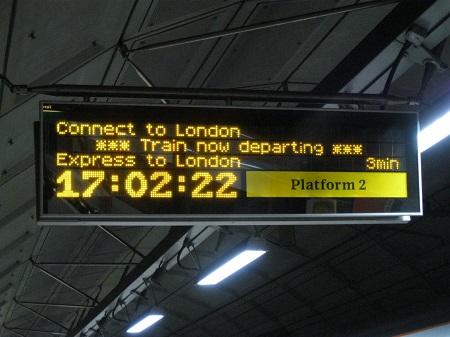 Connect to London
*** Train now departing ***
Express to London 3min
17:02:22 Platform 2